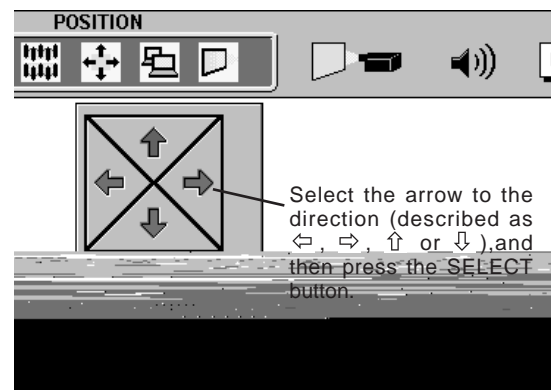 POSITION
Select the arrow to the
direction (described as
⇦ , ⇨ , ⇧ or ⇩ ),and
then press the SELECT
button.